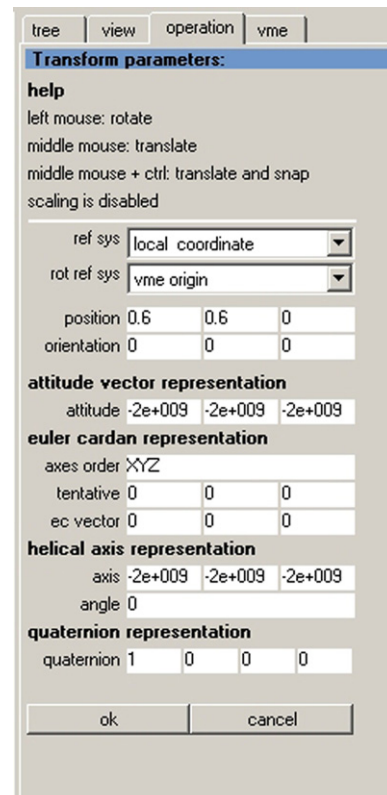 tree view operation vme
Transform parameters:
help
left mouse: rotate
middle mouse: translate
middle mouse + ctrl: translate and snap
scaling is disabled
ref sys local coordinate
rot ref sys vme origin
position 0.6 0.6 0
orientation 0 0 0
attitude vector representation
attitude -2e+009 -2e+009 -2e+009
euler cardan representation
axes order XYZ
tentative 0 0 0
ec vector 0 0 0
helical axis representation
axis -2e+009 -2e+009 -2e+009
angle 0
quaternion representation
quaternion 1 0 0 0
ok cancel